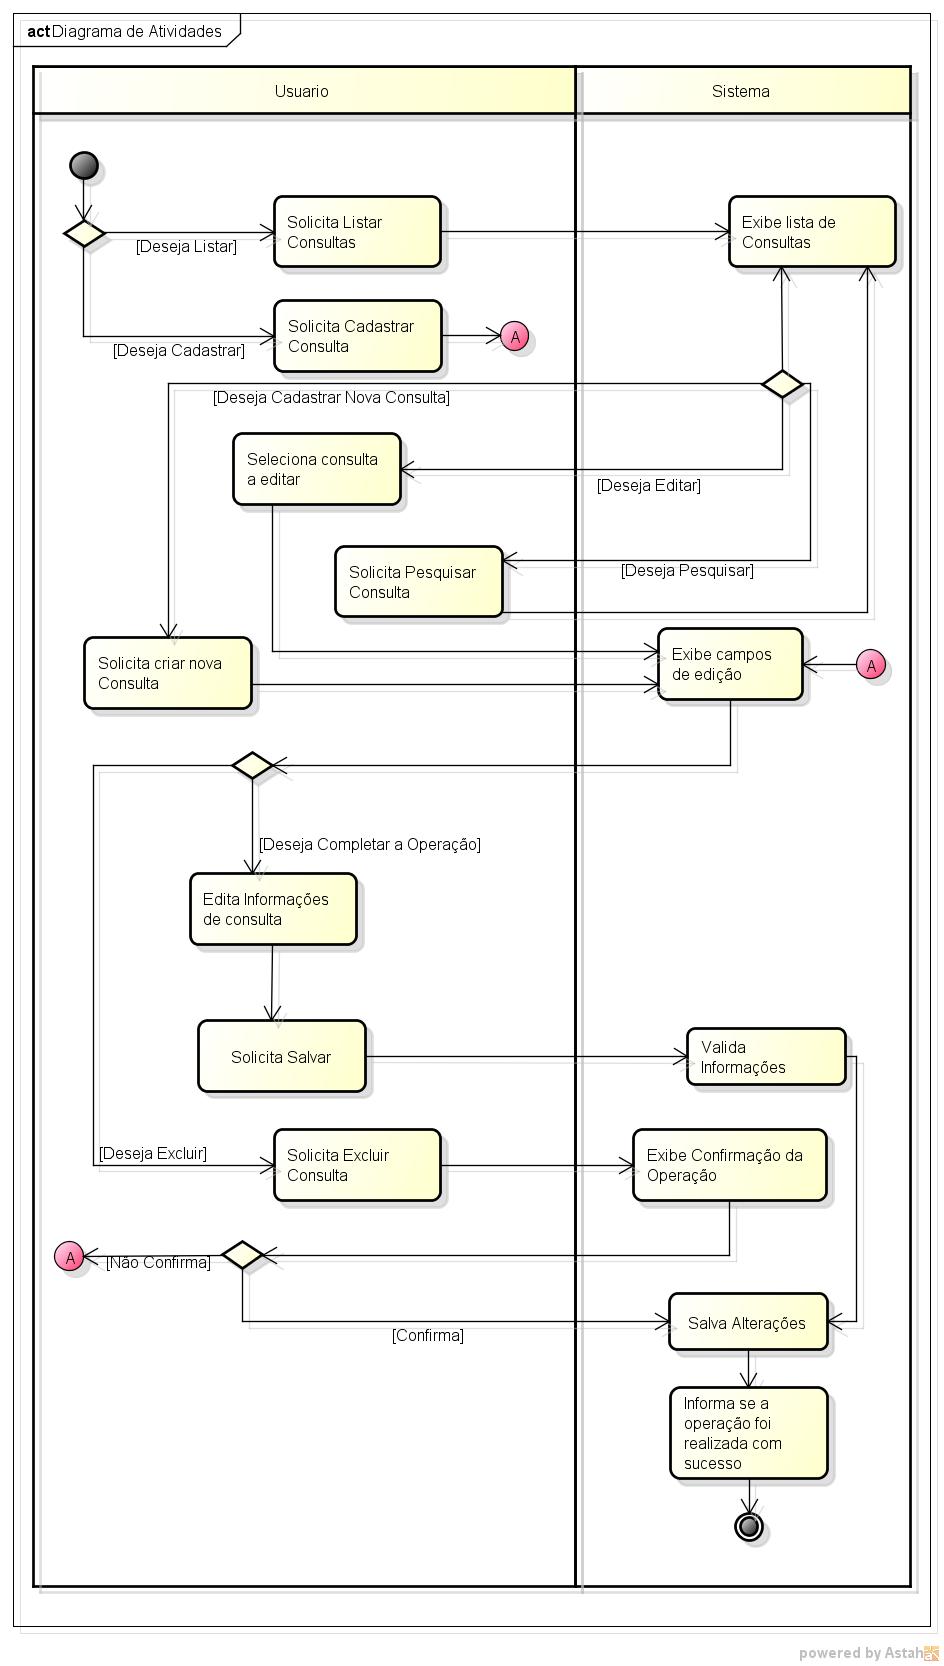 act Diagrama de Atividades
Usuario
Sistema
Solicita Listar
Consultas
Exibe lista de
Consultas
[Deseja Listar]
Solicita Cadastrar
Consulta
A
[Deseja Cadastrar]
[Deseja Cadastrar Nova Consulta]
Seleciona consulta
a editar
[Deseja Editar]
Solicita Pesquisar
Consulta
[Deseja Pesquisar]
Solicita criar nova
Consulta
Exibe campos
de edição
A
[Deseja Completar a Operação]
Edita Informações
de consulta
Solicita Salvar
Valida
Informações
[Deseja Excluir]
Solicita Excluir
Consulta
Exibe Confirmação da
Operação
A
[Não Confirma]
[Confirma]
Salva Alterações
Informa se a
operação foi
realizada com
sucesso
powered by Astah